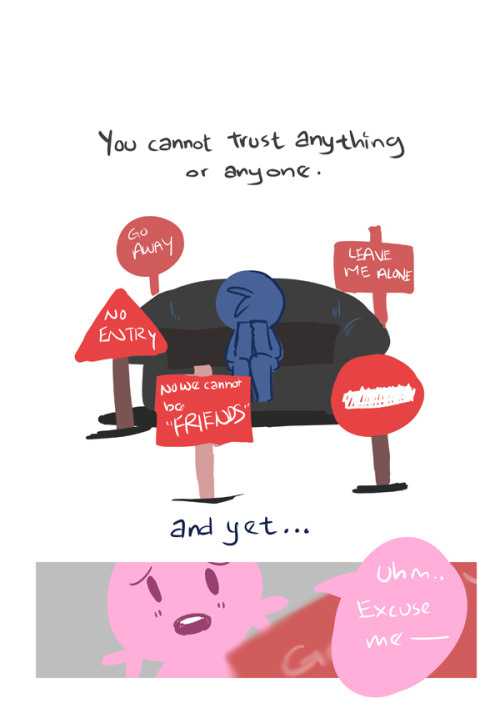 You cannot trust anything
or anyone.
GO
AWAY
LEAVE
ME ALONE
NO
ENTRY
NO WE cannot
be
"FRIENDS"
and yet...
Uhm..
Excuse
me —